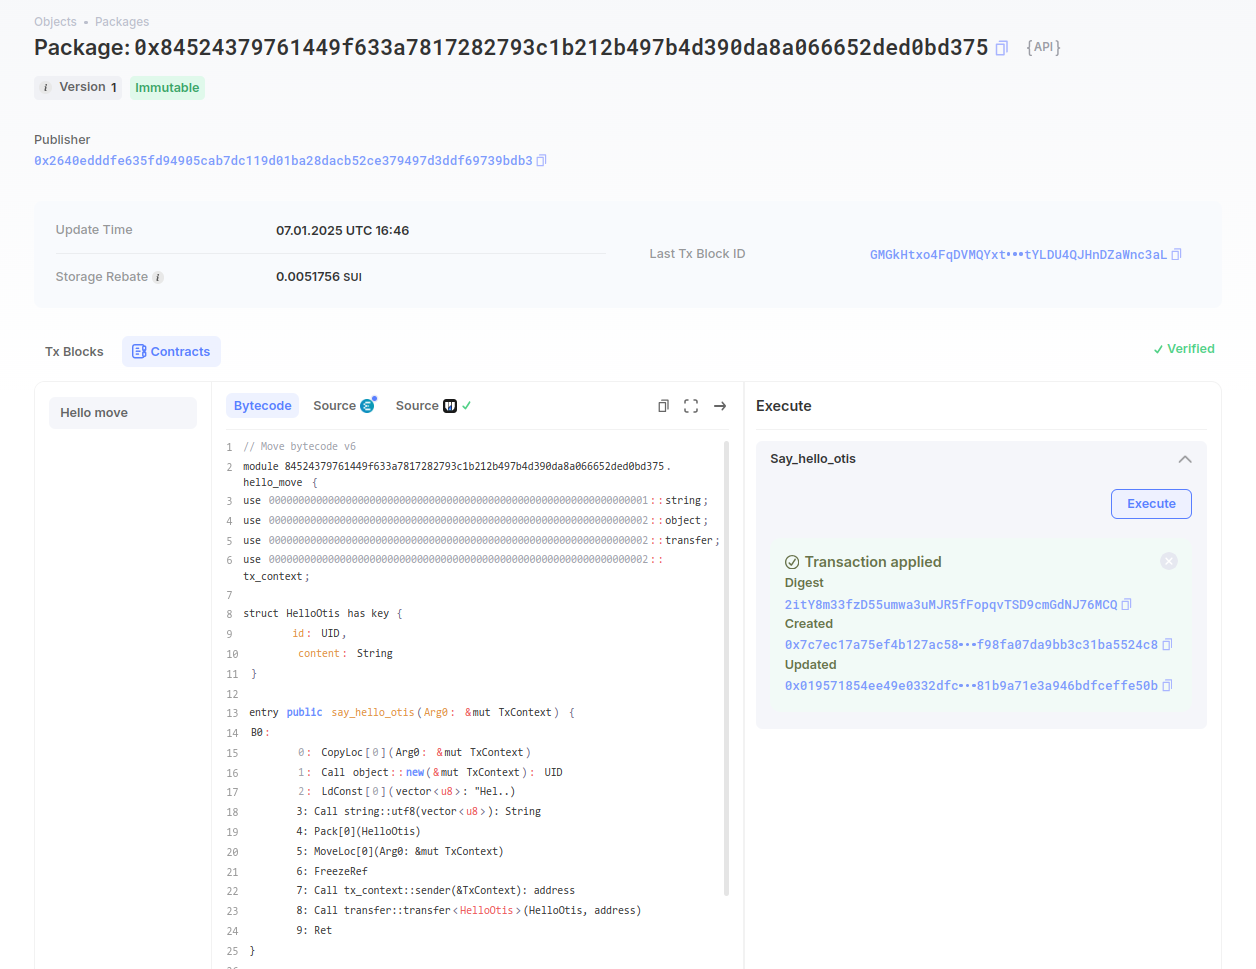 Objects • Packages
Package: 0x84524379761449f633a7817282793c1b212b497b4d390da8a066652ded0bd375 {API}
i Version 1 Immutable
Publisher
0x2640edddfe635fd94905cab7dc119d01ba28dacb52ce379497d3ddf69739bdb3
Update Time 07.01.2025 UTC 16:46
Last Tx Block ID GMGkHtxo4FqDVMQYxt•••tYLDU4QJHnDZaWnc3aL
Storage Rebate i 0.0051756 SUI
Tx Blocks Contracts Verified
Hello move
Bytecode Source Source
1 // Move bytecode v6
2 module 84524379761449f633a7817282793c1b212b497b4d390da8a066652ded0bd375.
hello_move {
3 use 0000000000000000000000000000000000000000000000000000000000000001::string;
4 use 0000000000000000000000000000000000000000000000000000000000000002::object;
5 use 0000000000000000000000000000000000000000000000000000000000000002::transfer;
6 use 0000000000000000000000000000000000000000000000000000000000000002::
tx_context;
7
8 struct HelloOtis has key {
9 id: UID,
10 content: String
11 }
12
13 entry public say_hello_otis(Arg0: &mut TxContext) {
14 B0:
15 0: CopyLoc[0](Arg0: &mut TxContext)
16 1: Call object::new(&mut TxContext): UID
17 2: LdConst[0](vector<u8>: "Hel..)
18 3: Call string::utf8(vector<u8>): String
19 4: Pack[0](HelloOtis)
20 5: MoveLoc[0](Arg0: &mut TxContext)
21 6: FreezeRef
22 7: Call tx_context::sender(&TxContext): address
23 8: Call transfer::transfer<HelloOtis>(HelloOtis, address)
24 9: Ret
25 }
Execute
Say_hello_otis
Execute
Transaction applied
Digest
2itY8m33fzD55umwa3uMJR5fFopqvTSD9cmGdNJ76MCQ
Created
0x7c7ec17a75ef4b127ac58•••f98fa07da9bb3c31ba5524c8
Updated
0x019571854ee49e0332dfc•••81b9a71e3a946bdfceffe50b